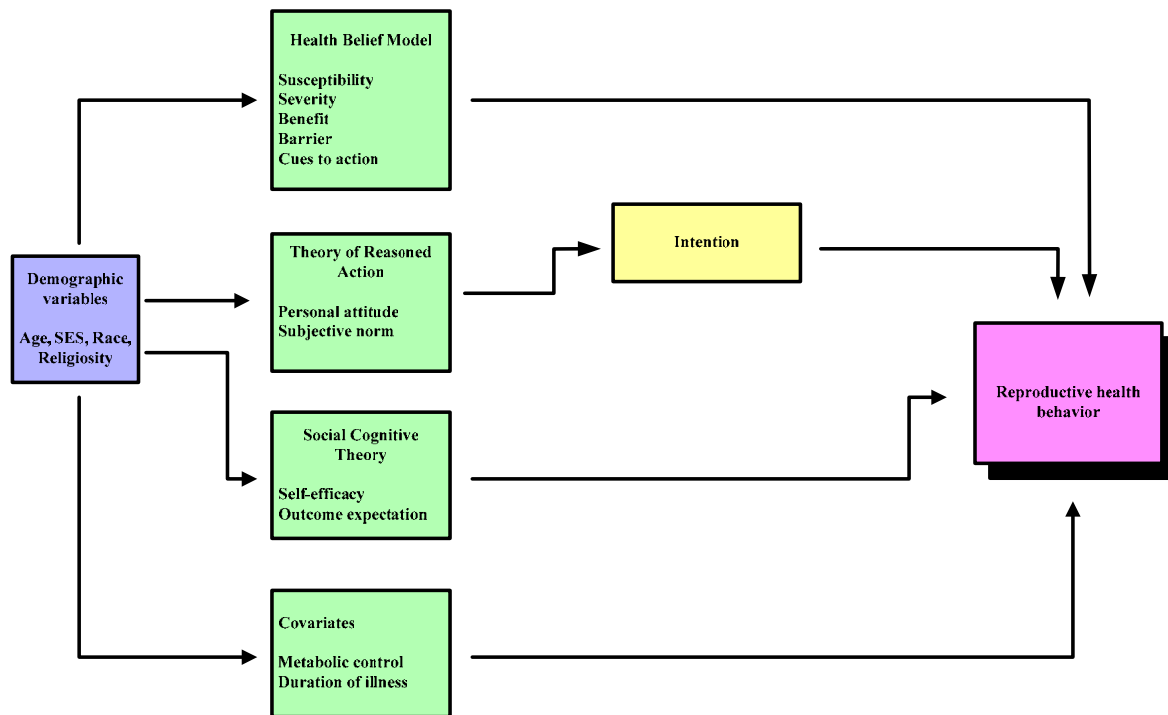 Health Belief Model
Susceptibility
Severity
Benefit
Barrier
Cues to action
Intention
Theory of Reasoned
Action
Personal attitude
Subjective norm
Demographic
variables
Age, SES, Race,
Religiosity
Reproductive health
behavior
Social Cognitive
Theory
Self-efficacy
Outcome expectation
Covariates
Metabolic control
Duration of illness